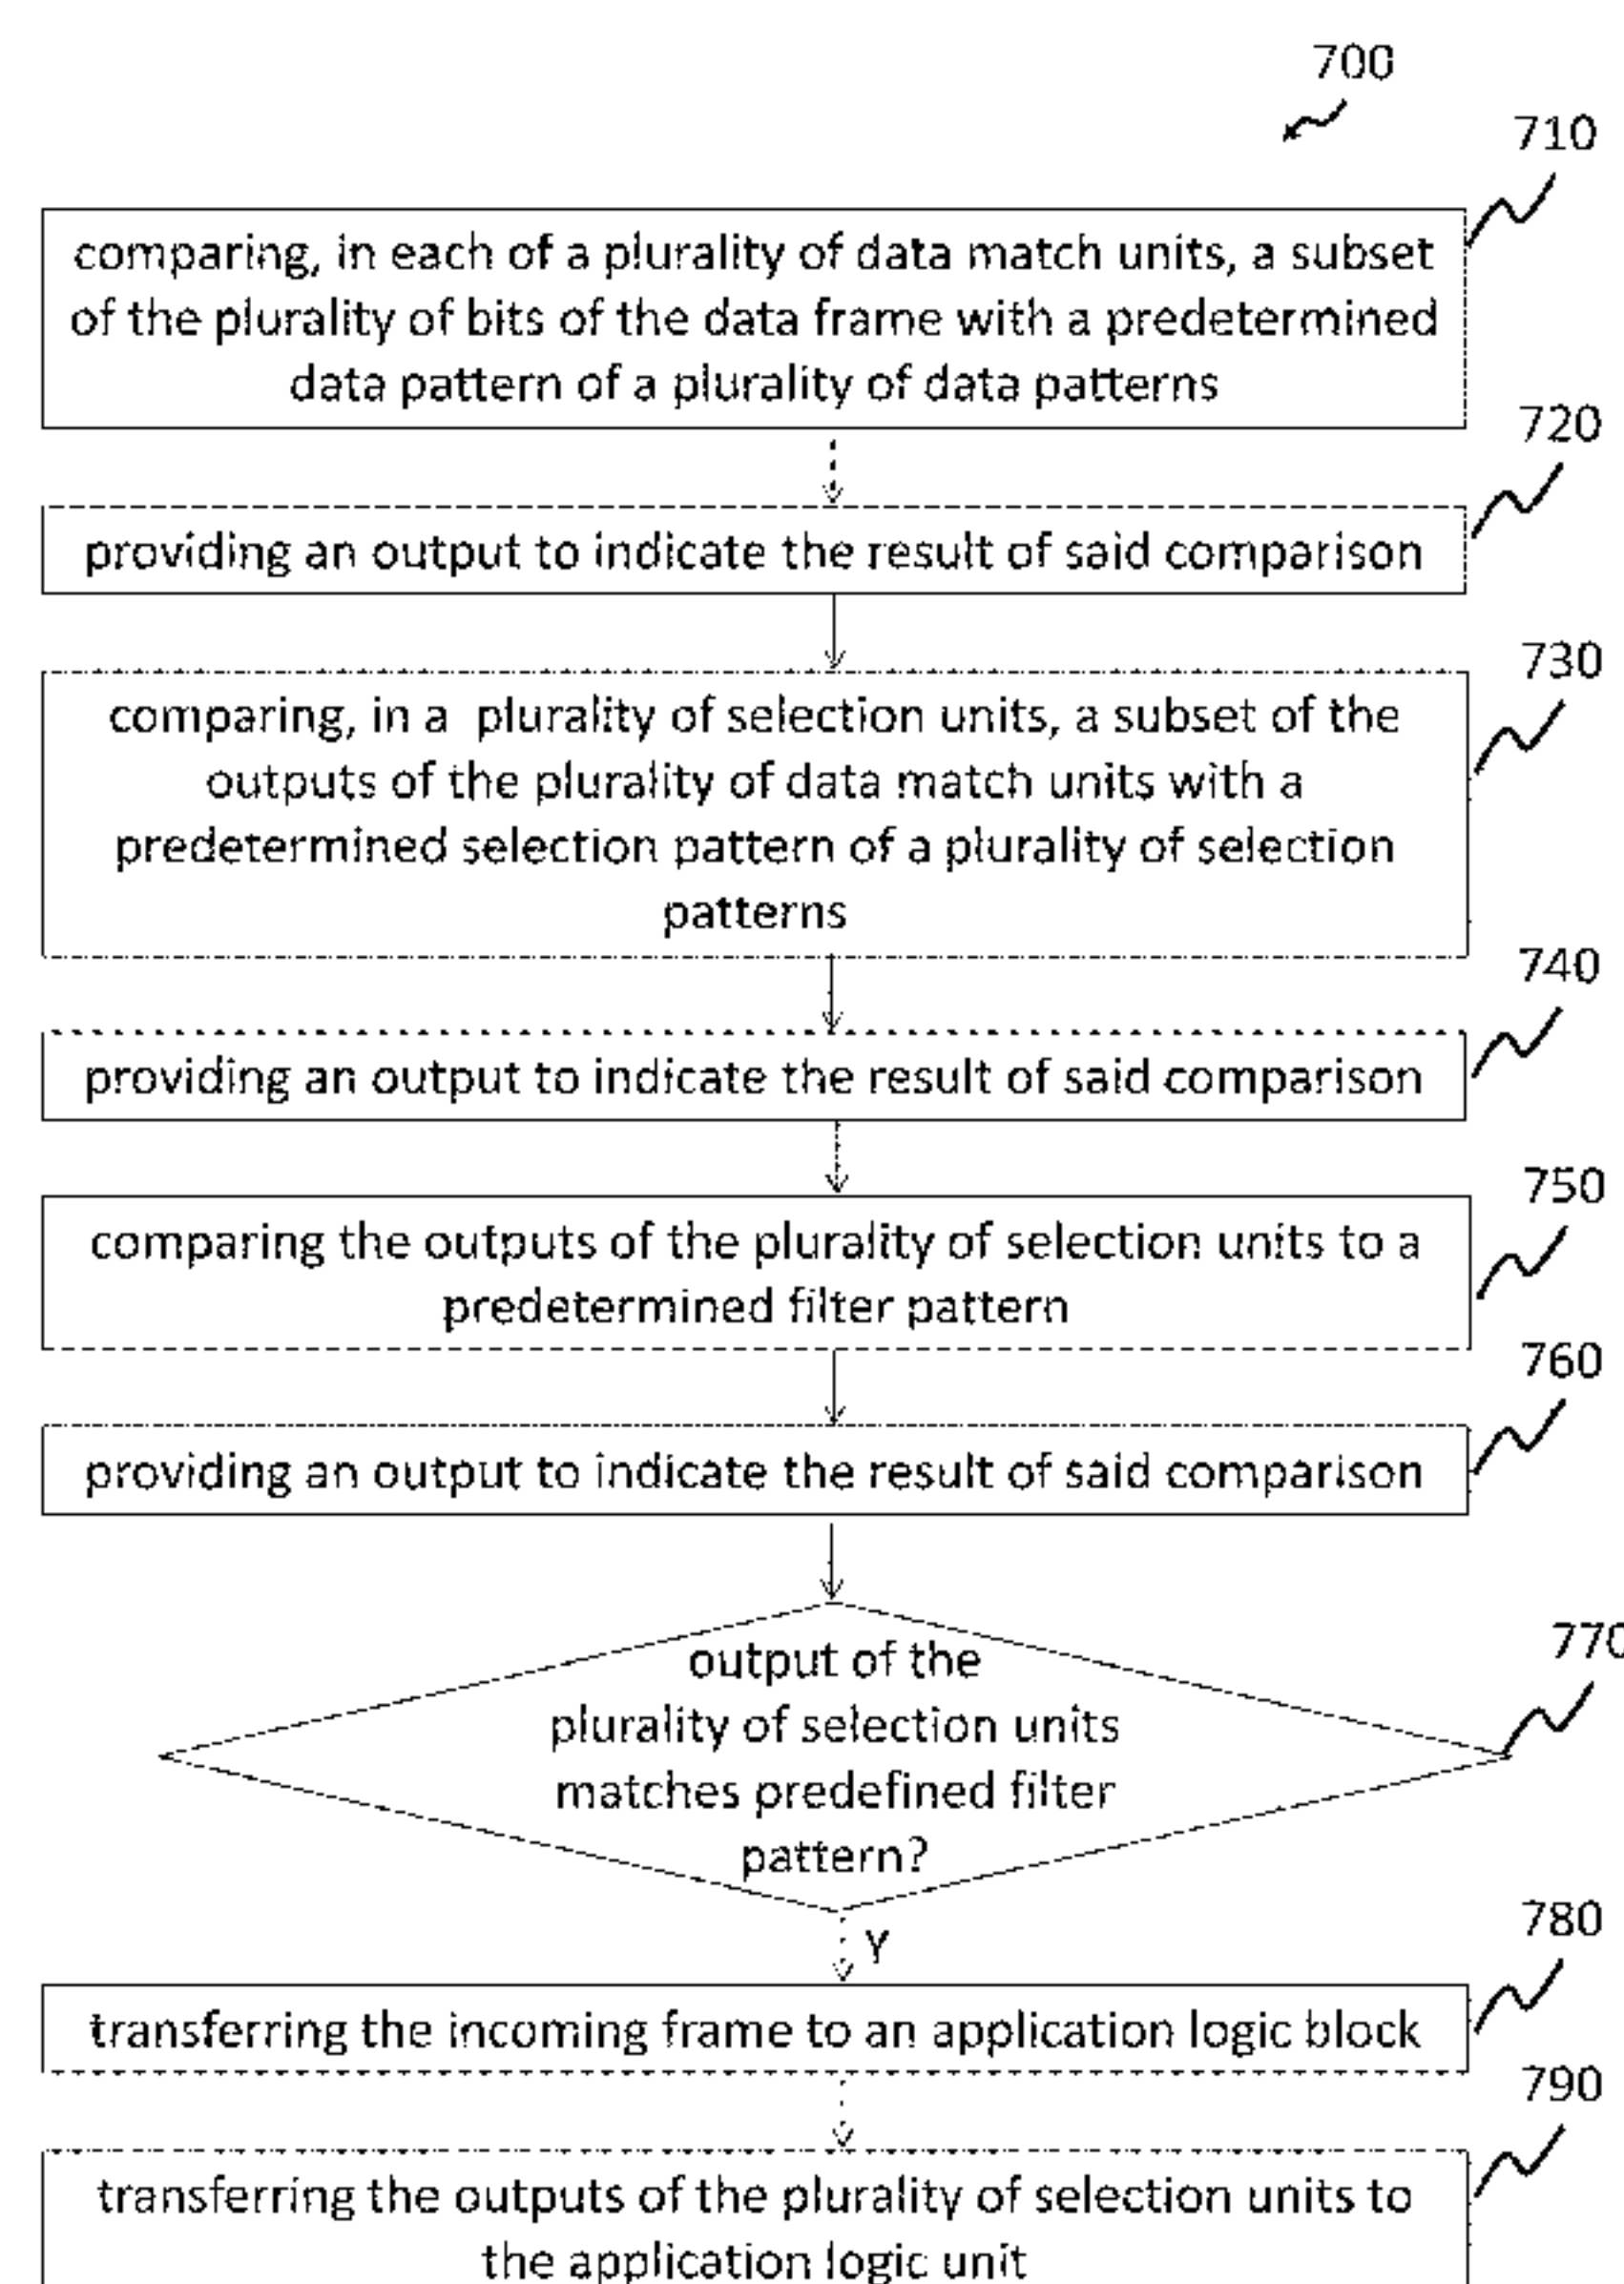 700
710
comparing, in each of a plurality of data match units, a subset
of the plurality of bits of the data frame with a predetermined
data pattern of a plurality of data patterns
720
providing an output to indicate the result of said comparison
730
comparing, in a plurality of selection units, a subset of the
outputs of the plurality of data match units with a
predetermined selection pattern of a plurality of selection
patterns
740
providing an output to indicate the result of said comparison
750
comparing the outputs of the plurality of selection units to a
predetermined filter pattern
760
providing an output to indicate the result of said comparison
770
output of the
plurality of selection units
matches predefined filter
pattern?
Y
780
transferring the incoming frame to an application logic block
790
transferring the outputs of the plurality of selection units to
the application logic unit